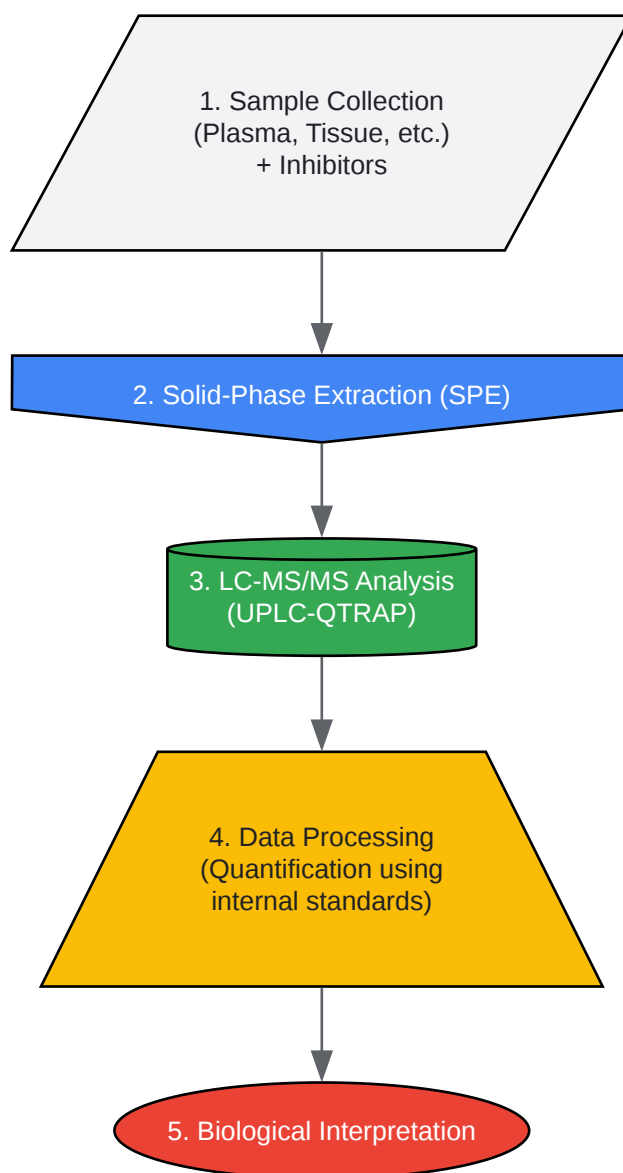 1. Sample Collection
(Plasma, Tissue, etc.)
+ Inhibitors
2. Solid-Phase Extraction (SPE)
3. LC-MS/MS Analysis
(UPLC-QTRAP)
4. Data Processing
(Quantification using
internal standards)
5. Biological Interpretation